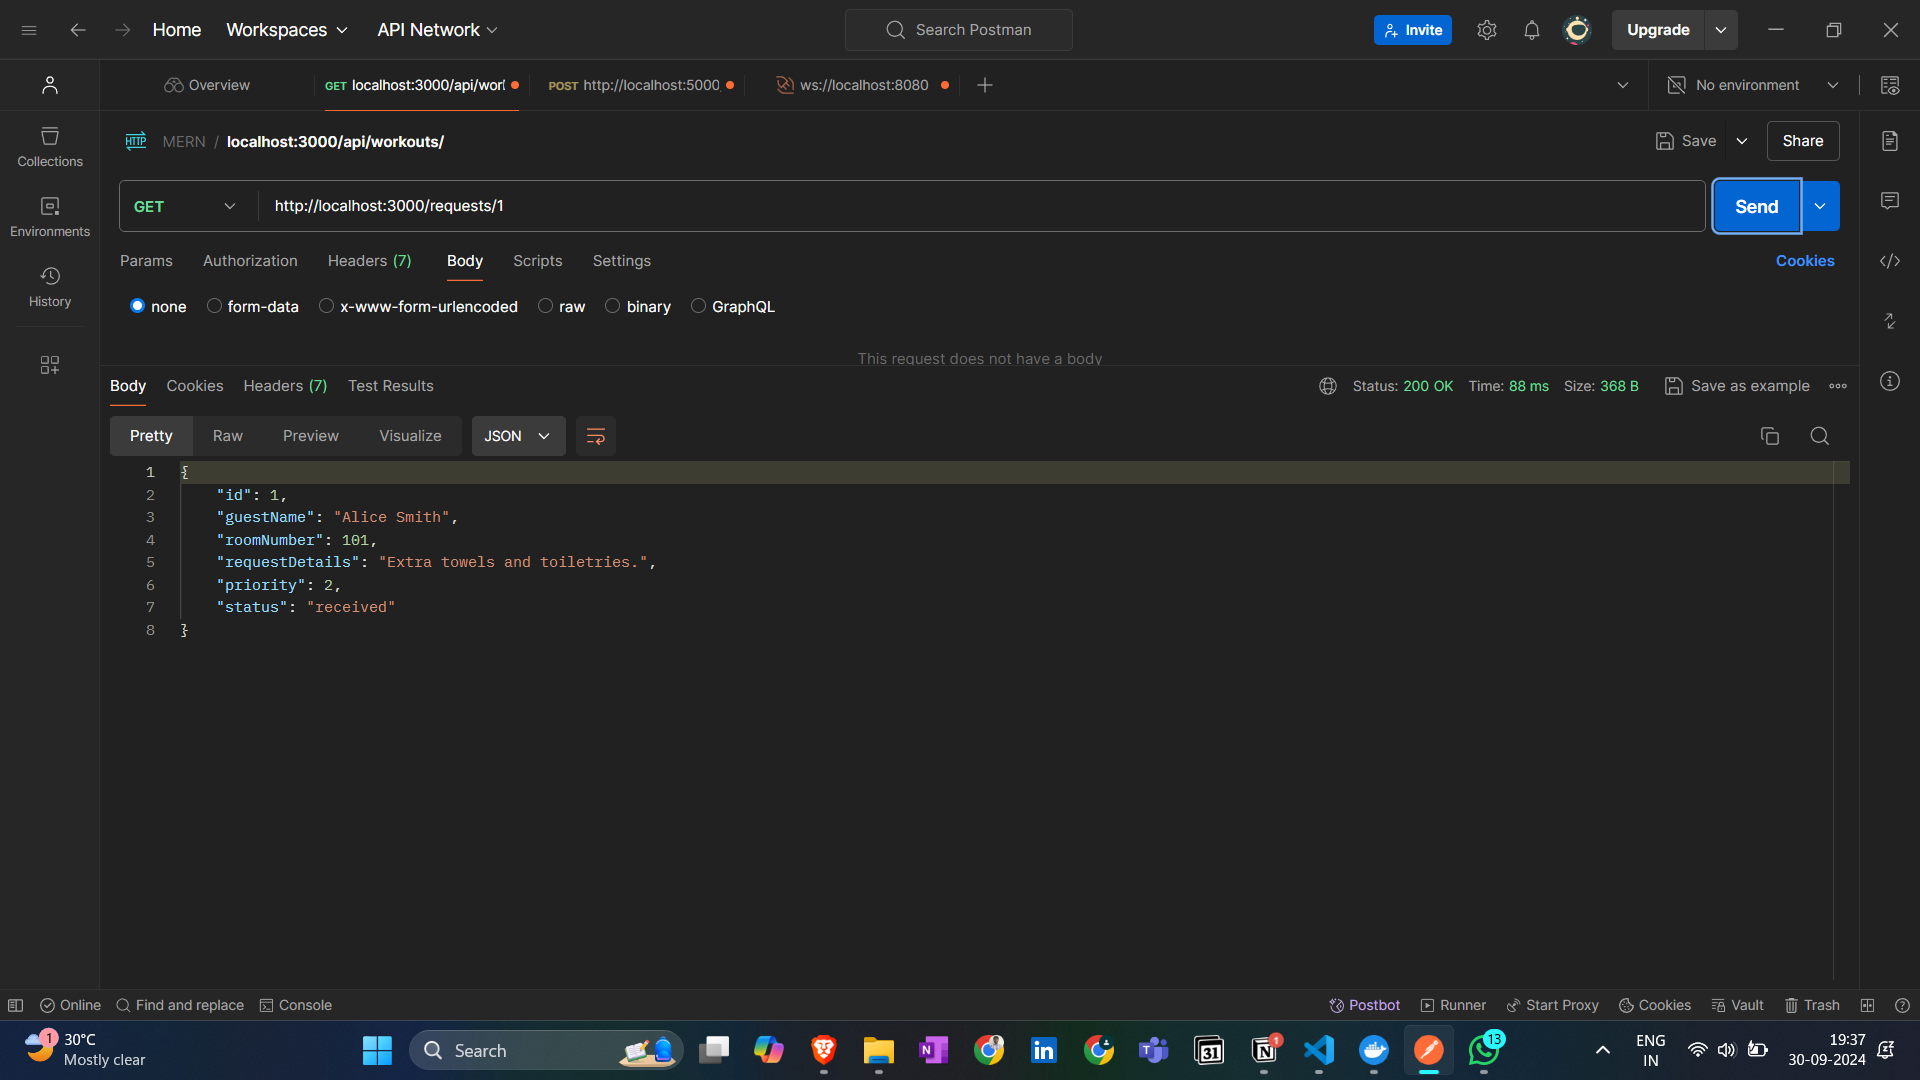 Home Workspaces API Network Search Postman Invite Upgrade
Overview GET localhost:3000/api/worl POST http://localhost:5000 ws://localhost:8080 No environment
HTTP MERN / localhost:3000/api/workouts/ Save Share
Collections
GET http://localhost:3000/requests/1 Send
Environments
Params Authorization Headers (7) Body Scripts Settings Cookies
History
none form-data x-www-form-urlencoded raw binary GraphQL
This request does not have a body
Body Cookies Headers (7) Test Results Status: 200 OK Time: 88 ms Size: 368 B Save as example
Pretty Raw Preview Visualize JSON
1 {
2 "id": 1,
3 "guestName": "Alice Smith",
4 "roomNumber": 101,
5 "requestDetails": "Extra towels and toiletries.",
6 "priority": 2,
7 "status": "received"
8 }
Online Find and replace Console Postbot Runner Start Proxy Cookies Vault Trash
1 30°C
Mostly clear
Search
N
in
31
N 1
13
ENG
IN
19:37
30-09-2024